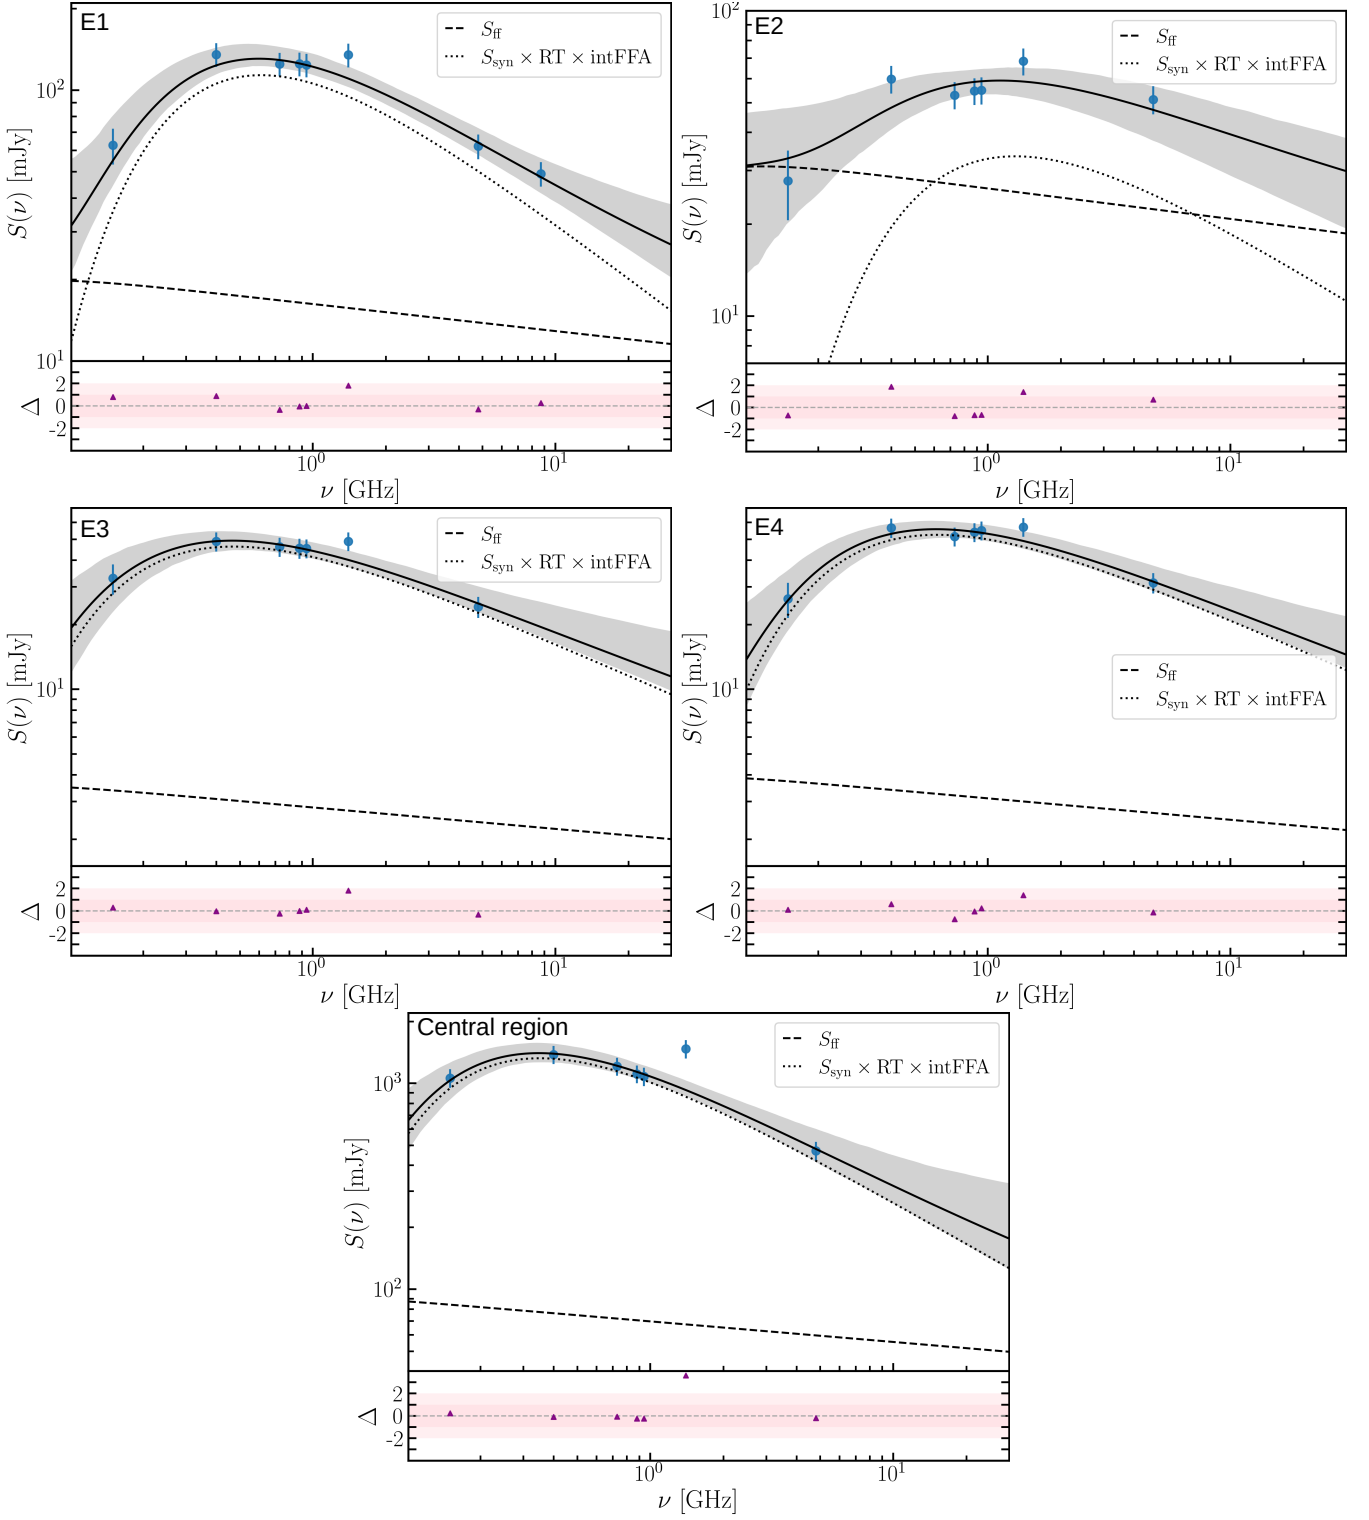 E1
S_ff
S_syn × RT × intFFA
10^2
10^1
S(ν) [mJy]
2
0
-2
Δ
10^0
10^1
ν [GHz]
E2
S_ff
S_syn × RT × intFFA
10^2
10^1
S(ν) [mJy]
2
0
-2
Δ
10^0
10^1
ν [GHz]
E3
S_ff
S_syn × RT × intFFA
10^1
S(ν) [mJy]
2
0
-2
Δ
10^0
10^1
ν [GHz]
E4
S_ff
S_syn × RT × intFFA
10^1
S(ν) [mJy]
2
0
-2
Δ
10^0
10^1
ν [GHz]
Central region
S_ff
S_syn × RT × intFFA
10^3
10^2
S(ν) [mJy]
2
0
-2
Δ
10^0
10^1
ν [GHz]